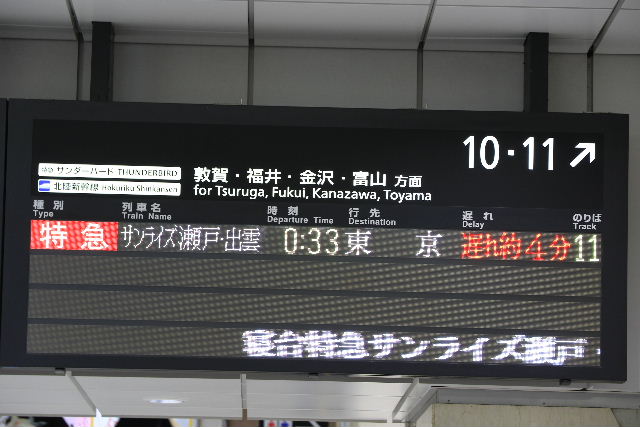 10・11 ↗
サンダーバード THUNDERBIRD
北陸新幹線 Hokuriku Shinkansen
敦賀・福井・金沢・富山 方面
for Tsuruga, Fukui, Kanazawa, Toyama
種別 列車名 時刻 行先 遅れ のりば
Type Train Name Departure Time Destination Delay Track
特急 サンライズ瀬戸・出雲 0:33 東京 遅れ約4分 11
寝台特急サンライズ瀬戸・